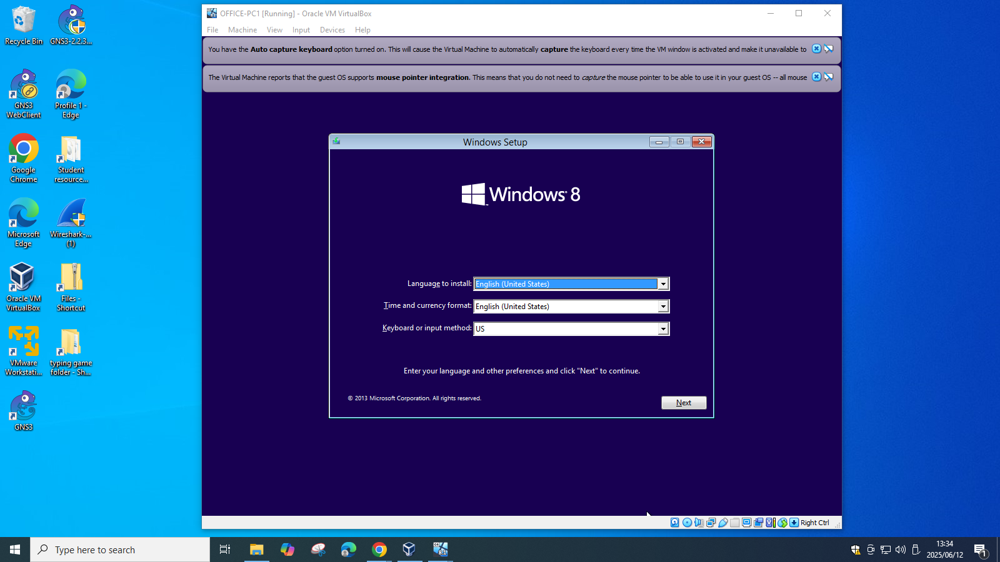 Recycle Bin
GNS3-2.2.3...
GNS3
WebClient
Profile 1 -
Edge
Google
Chrome
Student
resource...
Microsoft
Edge
Wireshark-...
(1)
Oracle VM
VirtualBox
Files -
Shortcut
VMware
Workstati...
typing game
folder - Sh...
GNS3
OFFICE-PC1 [Running] - Oracle VM VirtualBox
File Machine View Input Devices Help
You have the Auto capture keyboard option turned on. This will cause the Virtual Machine to automatically capture the keyboard every time the VM window is activated and make it unavailable to
The Virtual Machine reports that the guest OS supports mouse pointer integration. This means that you do not need to capture the mouse pointer to be able to use it in your guest OS -- all mouse
Windows Setup
Windows 8
Language to install: English (United States)
Time and currency format: English (United States)
Keyboard or input method: US
Enter your language and other preferences and click "Next" to continue.
© 2013 Microsoft Corporation. All rights reserved.
Next
Right Ctrl
Type here to search
13:34
2025/06/12
1